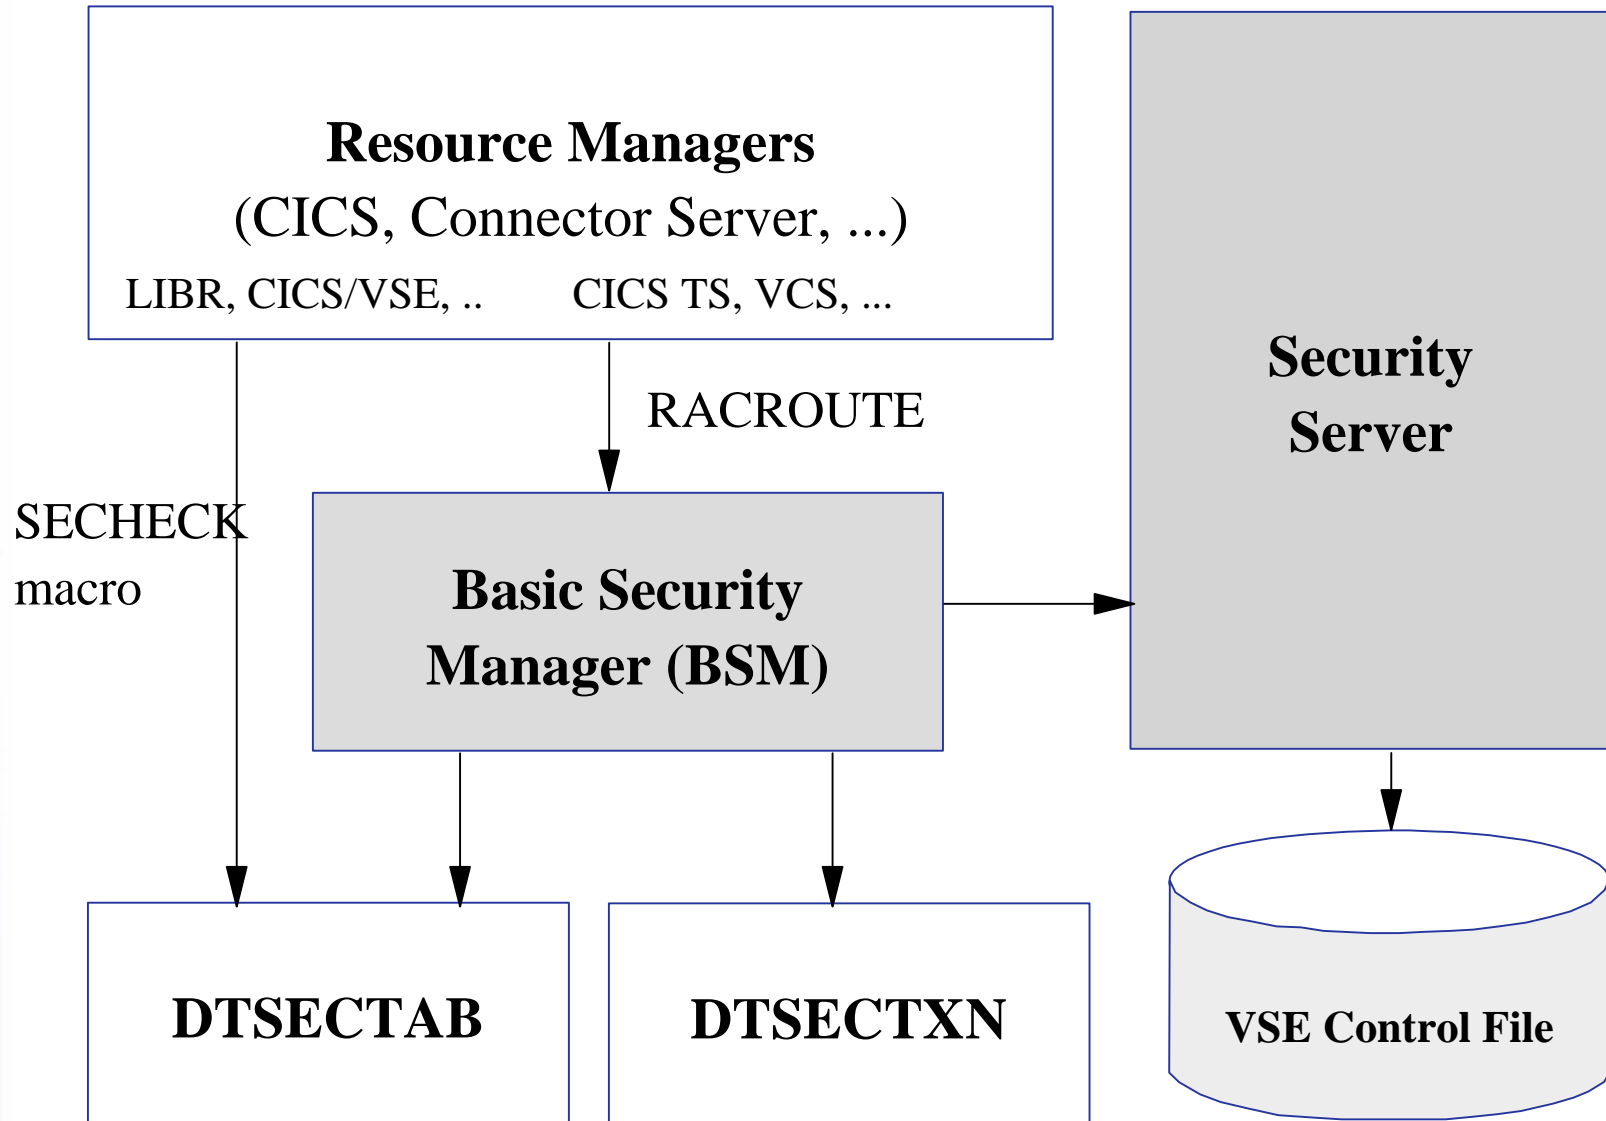 Resource Managers
(CICS, Connector Server, ...)
LIBR, CICS/VSE, .. CICS TS, VCS, ...
Security
Server
RACROUTE
SECHECK
macro
Basic Security
Manager (BSM)
DTSECTAB
DTSECTXN
VSE Control File